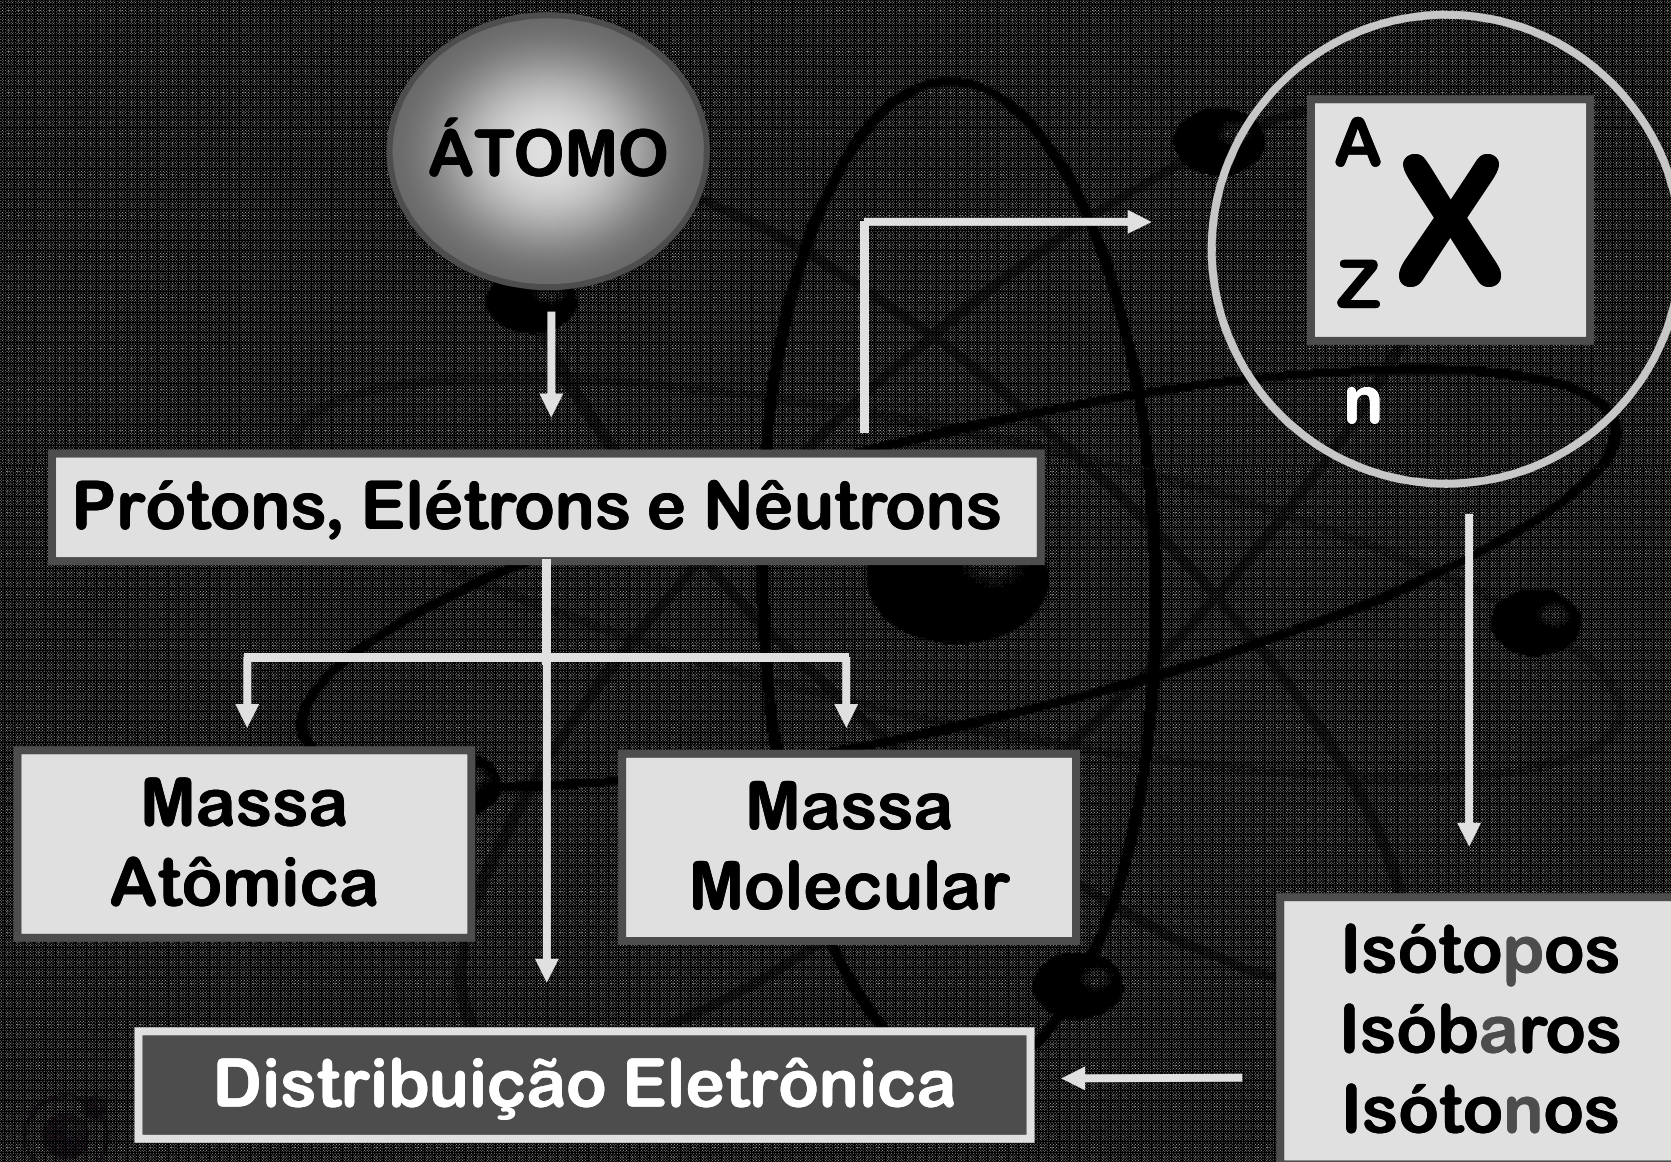 ÁTOMO
A
X
Z
n
Prótons, Elétrons e Nêutrons
Massa
Atômica
Massa
Molecular
Isótopos
Isóbaros
Isótonos
Distribuição Eletrônica